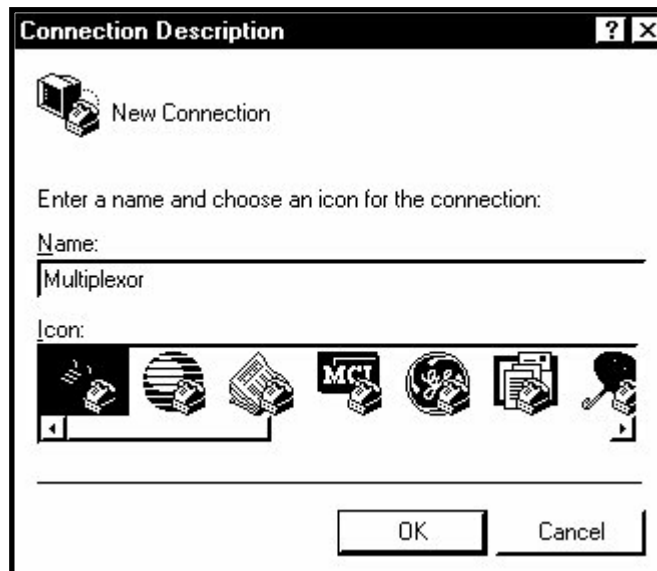 Connection Description
New Connection
Enter a name and choose an icon for the connection:
Name:
Multiplexor
Icon:
MCI
OK Cancel